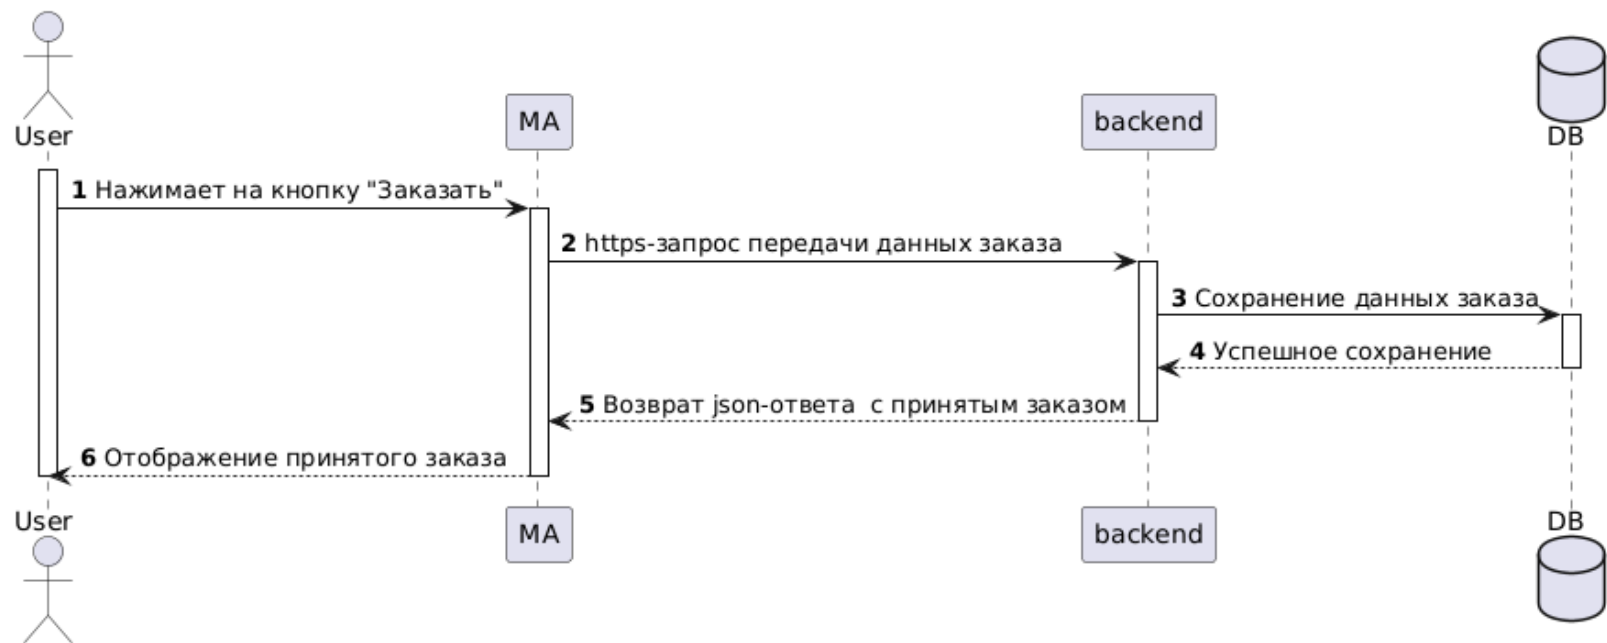 User
MA
backend
DB
1 Нажимает на кнопку "Заказать"
2 https-запрос передачи данных заказа
3 Сохранение данных заказа
4 Успешное сохранение
5 Возврат json-ответа  с принятым заказом
6 Отображение принятого заказа
User
MA
backend
DB